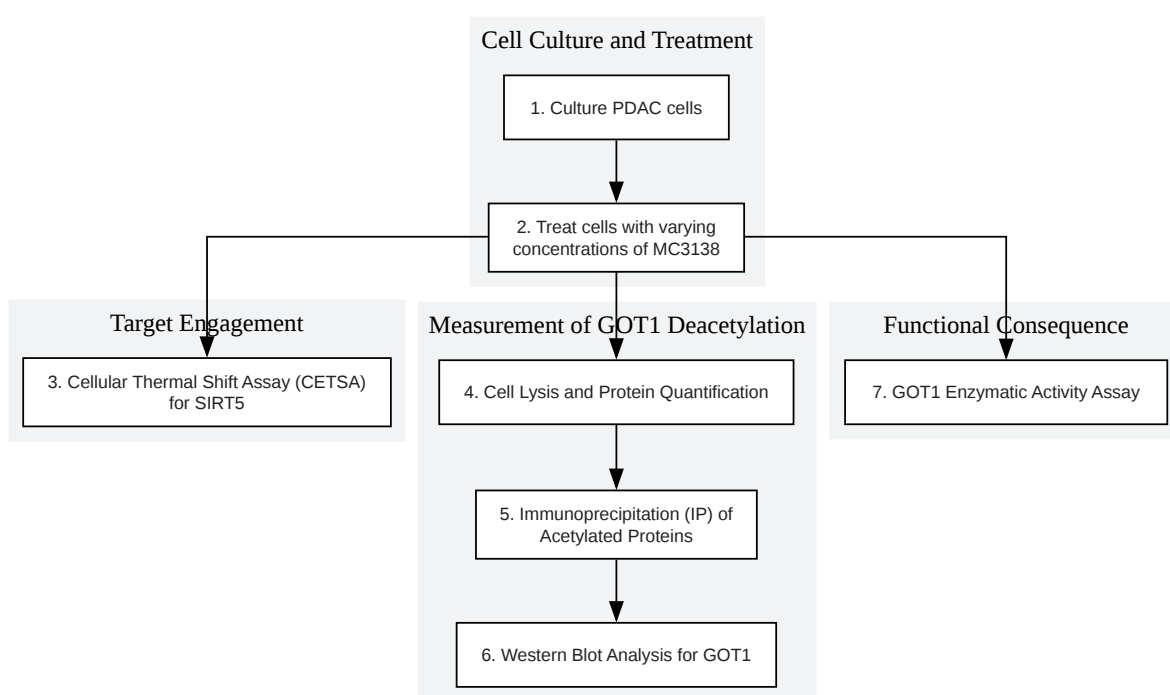 Cell Culture and Treatment
1. Culture PDAC cells
2. Treat cells with varying
concentrations of MC3138
Target Engagement
3. Cellular Thermal Shift Assay (CETSA)
for SIRT5
Measurement of GOT1 Deacetylation
4. Cell Lysis and Protein Quantification
5. Immunoprecipitation (IP) of
Acetylated Proteins
6. Western Blot Analysis for GOT1
Functional Consequence
7. GOT1 Enzymatic Activity Assay